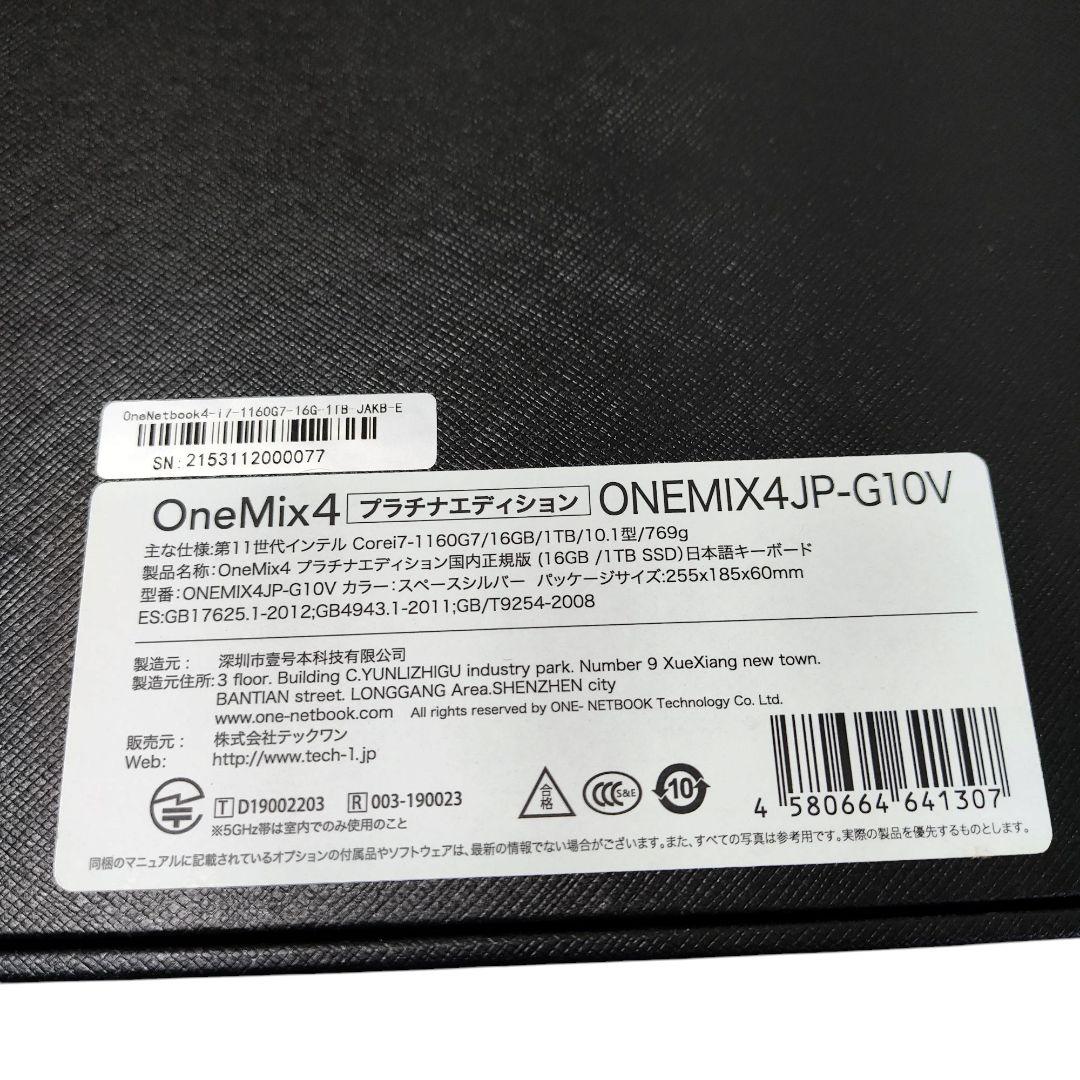 OneNetbook4-i7-1160G7-16G-1TB-JAKB-E
SN:2153112000077
OneMix4 プラチナエディション ONEMIX4JP-G10V
主な仕様:第11世代インテル Corei7-1160G7/16GB/1TB/10.1型/769g
製品名称:OneMix4 プラチナエディション国内正規版 (16GB /1TB SSD)日本語キーボード
型番:ONEMIX4JP-G10V カラー:スペースシルバー パッケージサイズ:255x185x60mm
ES:GB17625.1-2012;GB4943.1-2011;GB/T9254-2008
製造元: 深圳市壹号本科技有限公司
製造元住所:3 floor. Building C.YUNLIZHIGU industry park. Number 9 XueXiang new town.
BANTIAN street. LONGGANG Area.SHENZHEN city
www.one-netbook.com All rights reserved by ONE- NETBOOK Technology Co. Ltd.
販売元: 株式会社テックワン
Web: http://www.tech-1.jp
T D19002203 R 003-190023
※5GHz帯は室内でのみ使用のこと
合格
CCC S&E
10
4 580664 641307
同梱のマニュアルに記載されているオプションの付属品やソフトウェアは、最新の情報でない場合がございます。また、すべての写真は参考用です。実際の製品を優先するものとします。